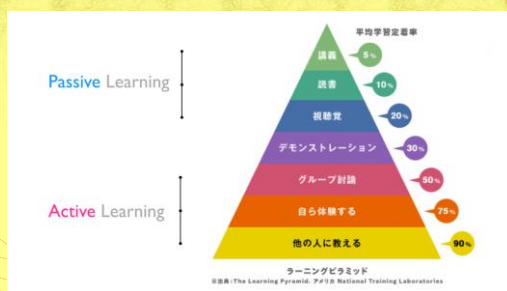 平均学習定着率
講義 5%
読書 10%
Passive Learning
視聴覚 20%
デモンストレーション 30%
グループ討論 50%
Active Learning
自ら体験する 75%
他の人に教える 90%
ラーニングピラミッド
※出典:The Learning Pyramid. アメリカ National Training Laboratories